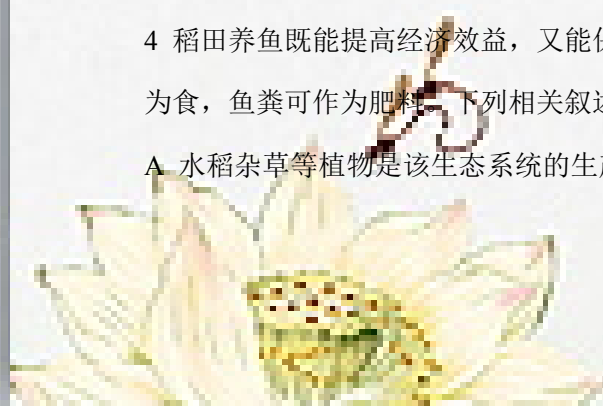 4 稻田养鱼既能提高经济效益，又能
为食，鱼粪可作为肥料。下列相关叙
A 水稻杂草等植物是该生态系统的生